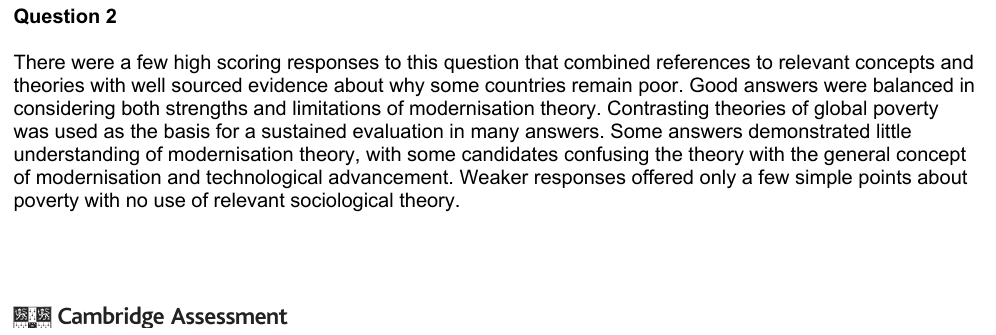 Question 2
There were a few high scoring responses to this question that combined references to relevant concepts and
theories with well sourced evidence about why some countries remain poor. Good answers were balanced in
considering both strengths and limitations of modernisation theory. Contrasting theories of global poverty
was used as the basis for a sustained evaluation in many answers. Some answers demonstrated little
understanding of modernisation theory, with some candidates confusing the theory with the general concept
of modernisation and technological advancement. Weaker responses offered only a few simple points about
poverty with no use of relevant sociological theory.
Cambridge Assessment